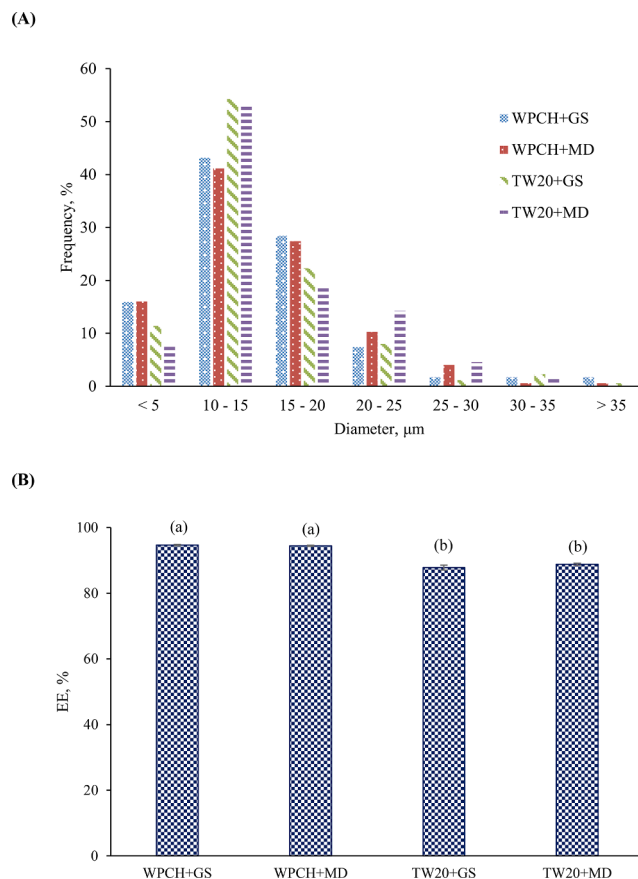 (A)
60
50
40
30
20
10
0
Frequency, %
WPCH+GS
WPCH+MD
TW20+GS
TW20+MD
< 5
10 - 15
15 - 20
20 - 25
25 - 30
30 - 35
> 35
Diameter, μm
(B)
100
80
60
40
20
0
EE, %
(a)
(a)
(b)
(b)
WPCH+GS
WPCH+MD
TW20+GS
TW20+MD